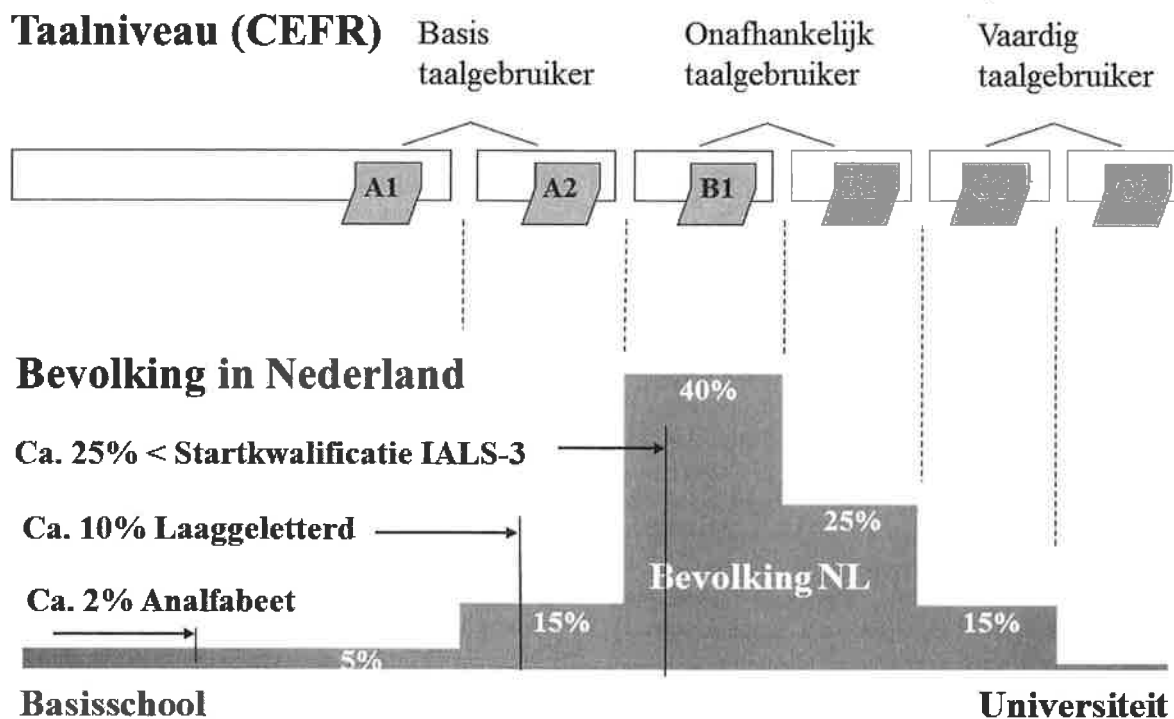 Taalniveau (CEFR)
Basis
taalgebruiker
Onafhankelijk
taalgebruiker
Vaardig
taalgebruiker
A1
A2
B1
Bevolking in Nederland
40%
Ca. 25% < Startkwalificatie IALS-3
Ca. 10% Laaggeletterd
25%
Bevolking NL
Ca. 2% Analfabeet
15%
15%
5%
Basisschool
Universiteit